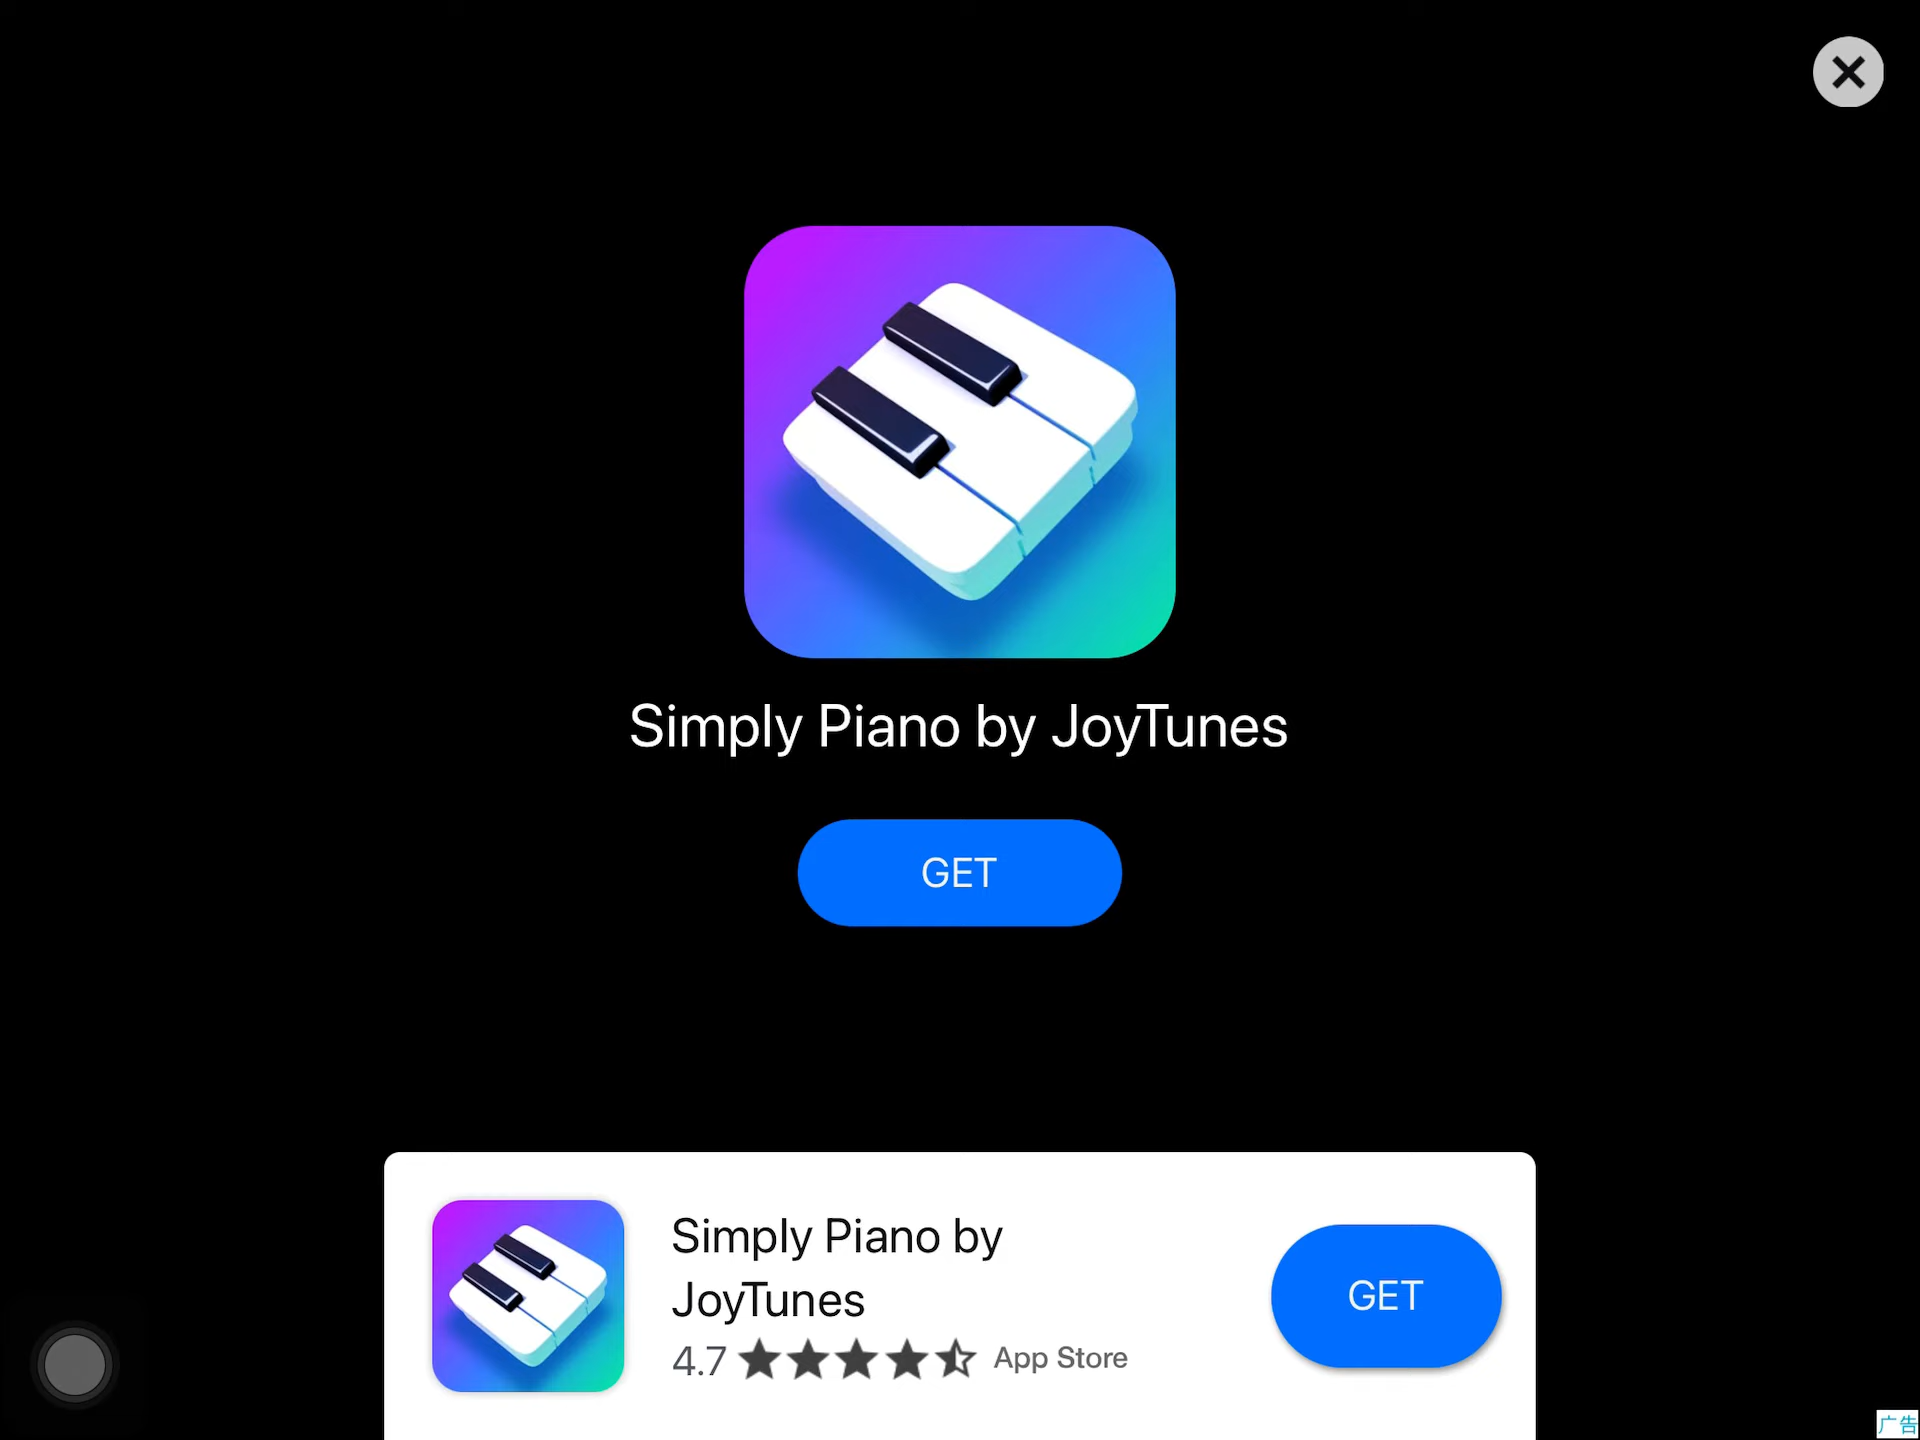 Simply Piano by JoyTunes
GET
Simply Piano by
JoyTunes
4.7 App Store
GET
广告